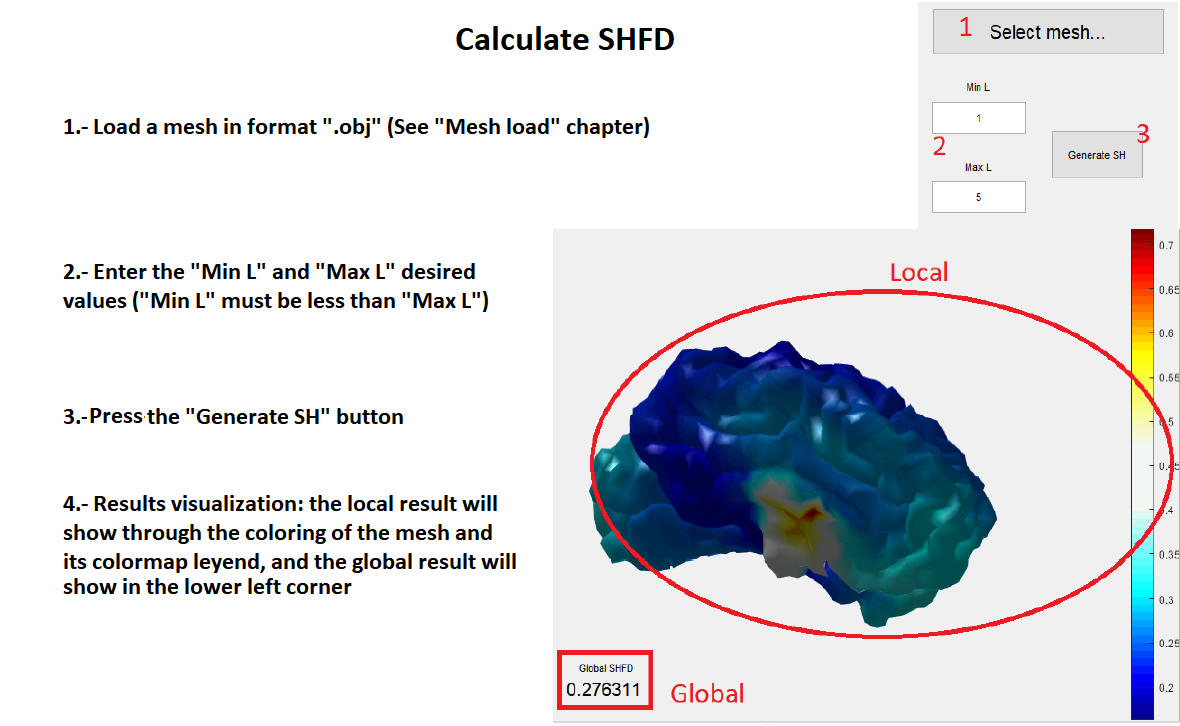 Calculate SHFD
1 Select mesh...
1.- Load a mesh in format ".obj" (See "Mesh load" chapter)
Min L
1
2
3
Generate SH
Max L
5
2.- Enter the "Min L" and "Max L" desired
values ("Min L" must be less than "Max L")
3.-Press the "Generate SH" button
4.- Results visualization: the local result will
show through the coloring of the mesh and
its colormap leyend, and the global result will
show in the lower left corner
Local
0.7
0.65
0.6
0.55
0.5
0.45
0.4
0.35
0.3
0.25
0.2
Global SHFD
0.276311
Global